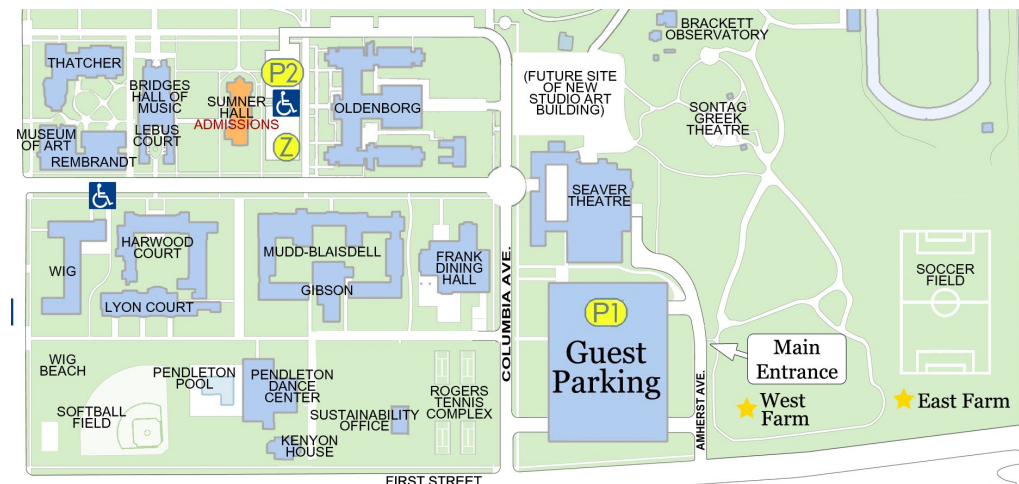 BRACKETT
OBSERVATORY
THATCHER
P2
BRIDGES
HALL OF
MUSIC
SUMNER
HALL
ADMISSIONS
OLDENBORG
(FUTURE SITE
OF NEW
STUDIO ART
BUILDING)
SONTAG
GREEK
THEATRE
MUSEUM
OF ART
LEBUS
COURT
REMBRANDT
Z
SEAVER
THEATRE
WIG
HARWOOD
COURT
MUDD-BLAISDELL
FRANK
DINING
HALL
GIBSON
LYON COURT
COLUMBIA AVE.
SOCCER
FIELD
P1
Guest
Parking
Main
Entrance
WIG
BEACH
PENDLETON
POOL
PENDLETON
DANCE
CENTER
ROGERS
TENNIS
COMPLEX
SOFTBALL
FIELD
SUSTAINABILITY
OFFICE
KENYON
HOUSE
AMHERST AVE.
West
Farm
East Farm
FIRST STREET